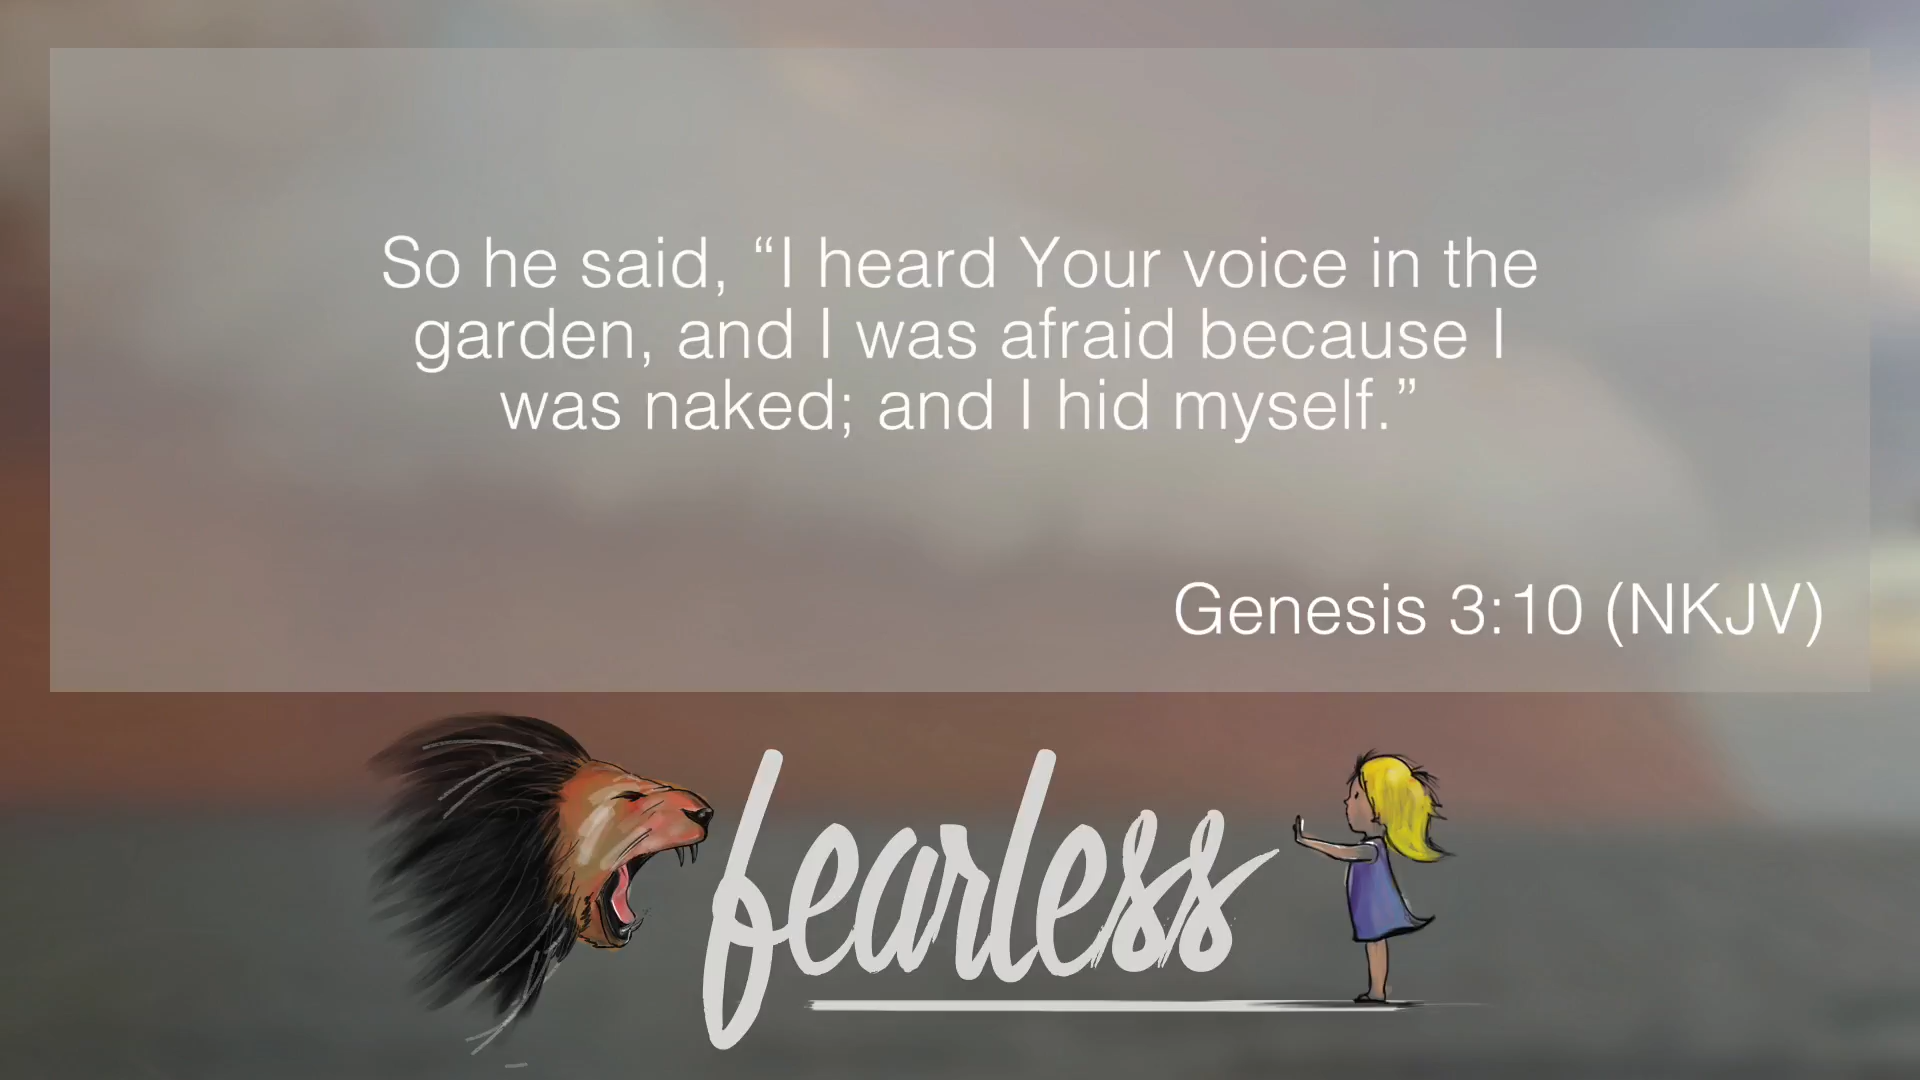 So he said, “I heard Your voice in the
garden, and I was afraid because I
was naked; and I hid myself.”
Genesis 3:10 (NKJV)
fearless